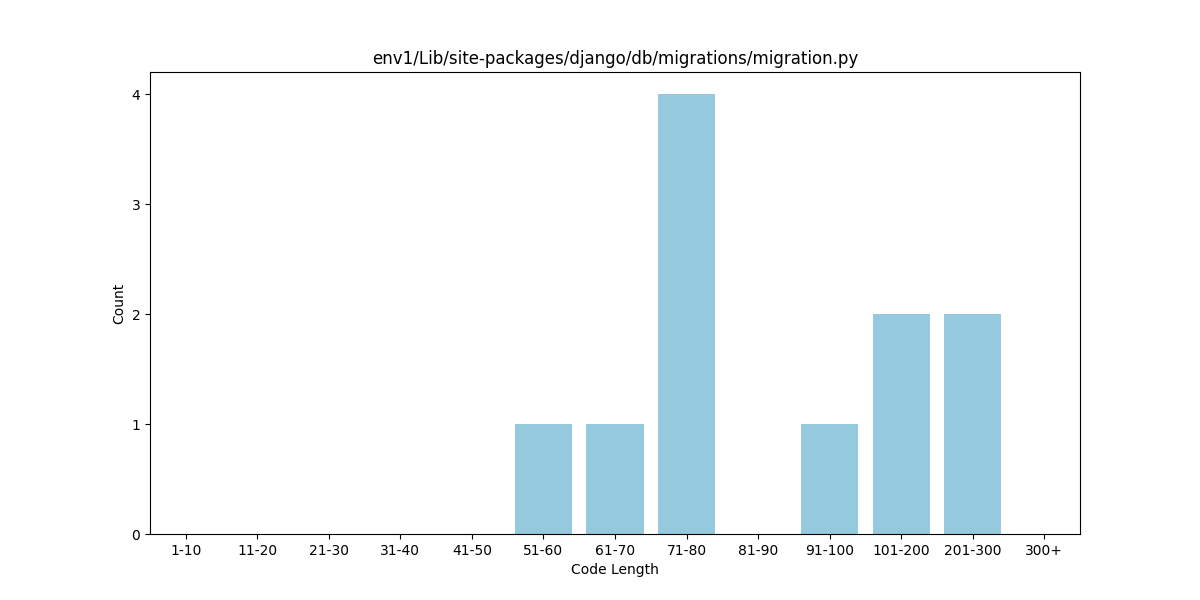 env1/Lib/site-packages/django/db/migrations/migration.py
4
3
2
1
0
Count
1-10 11-20 21-30 31-40 41-50 51-60 61-70 71-80 81-90 91-100 101-200 201-300 300+
Code Length